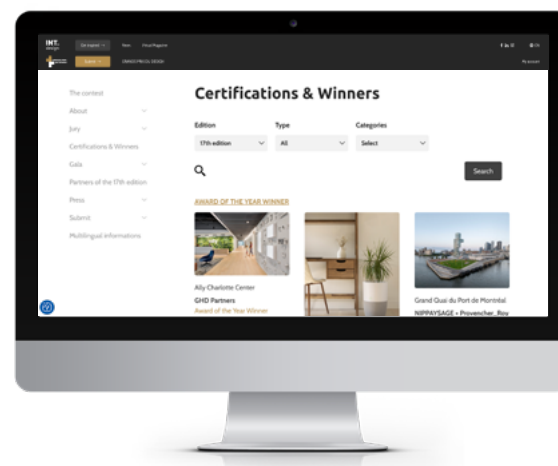 INT.
design
Get inspired
News
Virtual Magazine
EN
Submit
GRAND PRIX DU DESIGN
My account
The contest
About
Jury
Certifications & Winners
Gala
Partners of the 17th edition
Press
Submit
Multilingual informations
Certifications & Winners
Edition Type Categories
17th edition All Select
Search
AWARD OF THE YEAR WINNER
Ally Charlotte Center
GHD Partners
Award of the Year Winner
Grand Quai du Port de Montréal
NIPPAYSAGE + Provencher_Roy